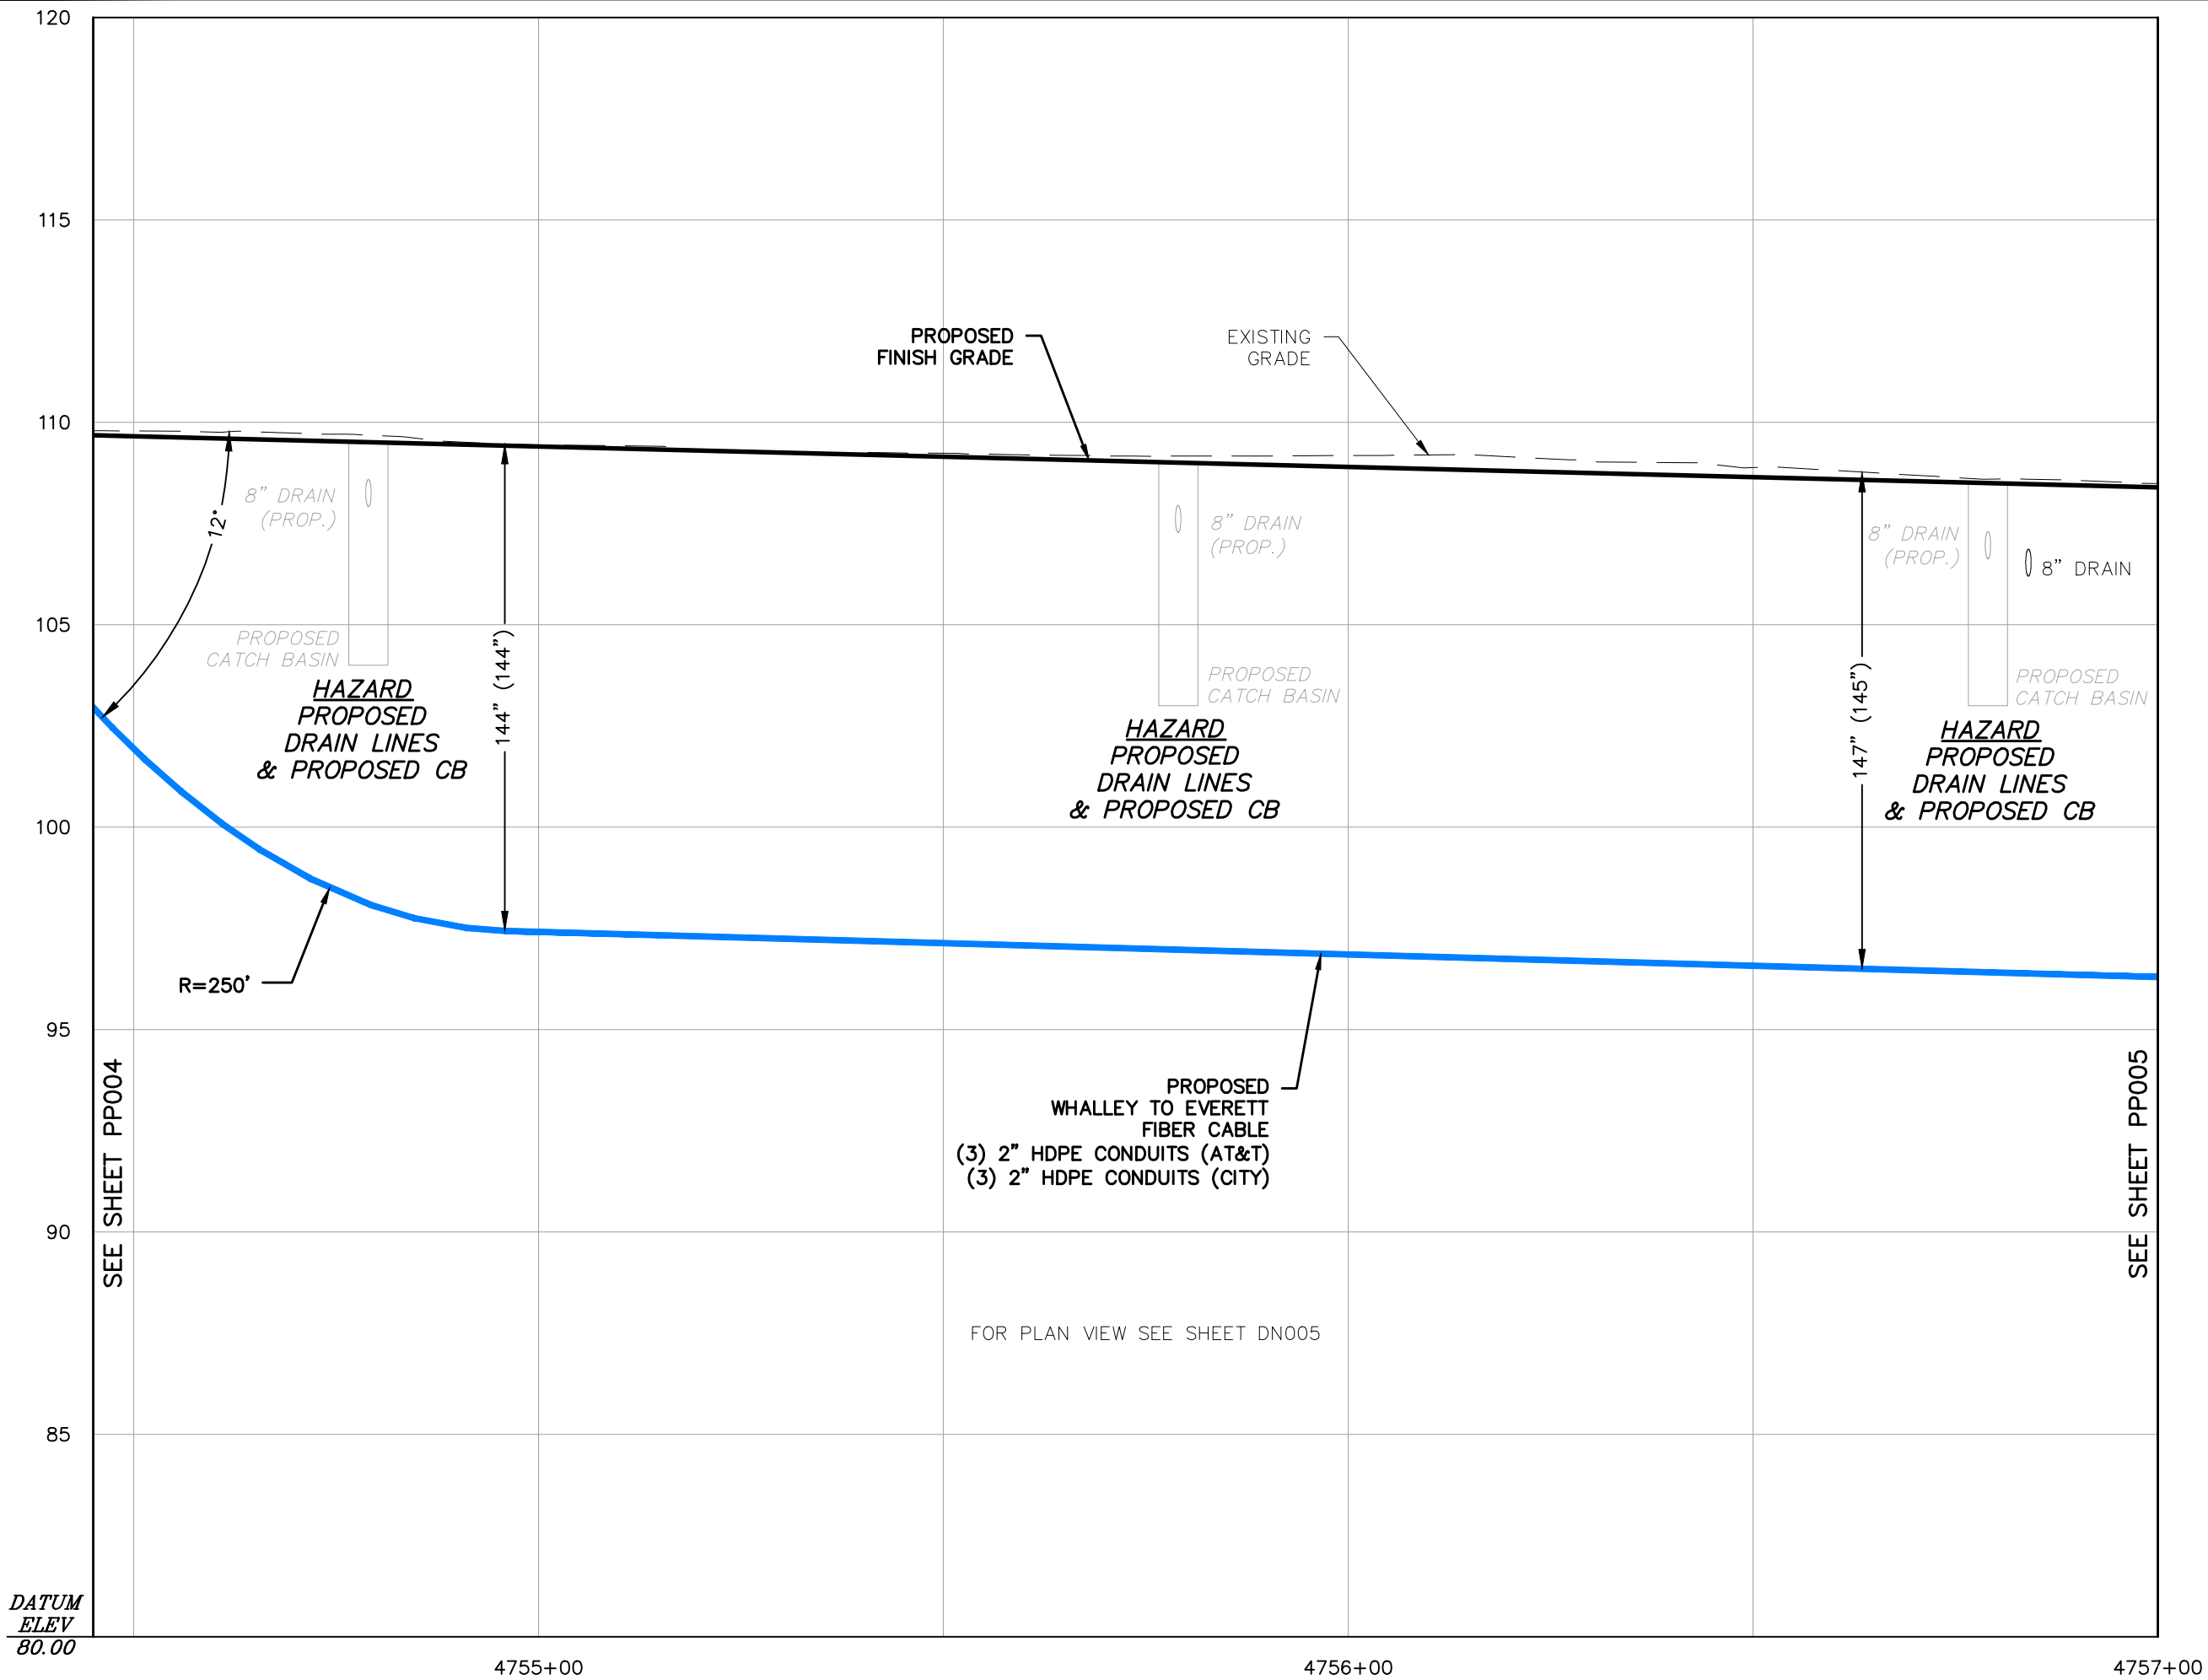 120
115
110
105
100
95
90
85
DATUM
ELEV
80.00
4755+00
4756+00
4757+00
SEE SHEET PP004
SEE SHEET PP005
PROPOSED
FINISH GRADE
EXISTING
GRADE
12°
8” DRAIN
(PROP.)
PROPOSED
CATCH BASIN
HAZARD
PROPOSED
DRAIN LINES
& PROPOSED CB
144” (144”)
8” DRAIN
(PROP.)
PROPOSED
CATCH BASIN
HAZARD
PROPOSED
DRAIN LINES
& PROPOSED CB
147” (145”)
8” DRAIN
(PROP.)
8” DRAIN
PROPOSED
CATCH BASIN
HAZARD
PROPOSED
DRAIN LINES
& PROPOSED CB
R=250’
PROPOSED
WHALLEY TO EVERETT
FIBER CABLE
(3) 2” HDPE CONDUITS (AT&T)
(3) 2” HDPE CONDUITS (CITY)
FOR PLAN VIEW SEE SHEET DN005